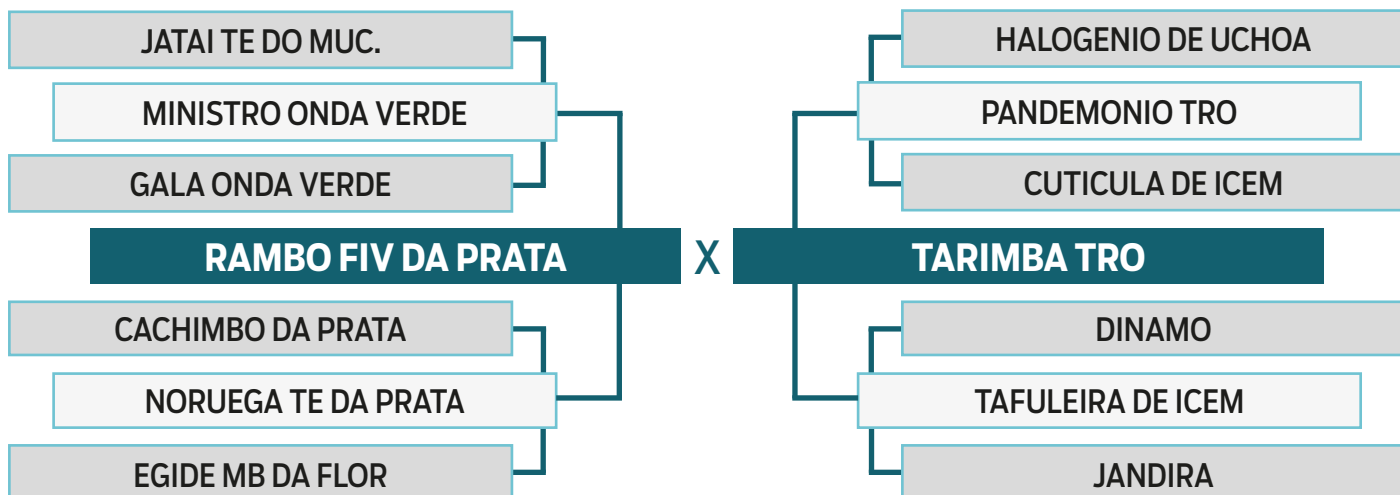 JATAI TE DO MUC.
MINISTRO ONDA VERDE
GALA ONDA VERDE
RAMBO FIV DA PRATA
CACHIMBO DA PRATA
NORUEGA TE DA PRATA
EGIDE MB DA FLOR
X
HALOGENIO DE UCHOA
PANDEMONIO TRO
CUTICULA DE ICEM
TARIMBA TRO
DINAMO
TAFULEIRA DE ICEM
JANDIRA